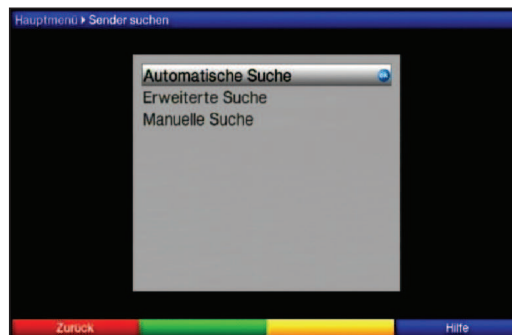 Hauptmenü ▸ Sender suchen
Automatische Suche
Erweiterte Suche
Manuelle Suche
Zurück Hilfe